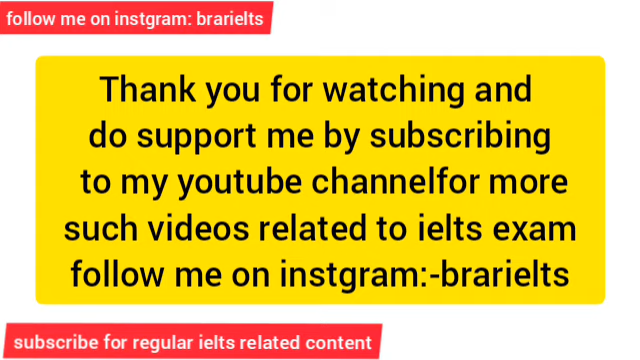 follow me on instgram: brarielts
Thank you for watching and
do support me by subscribing
to my youtube channelfor more
such videos related to ielts exam
follow me on instgram:-brarielts
subscribe for regular ielts related content